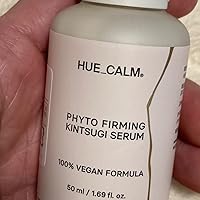 HUE_CALM®
PHYTO FIRMING
KINTSUGI SERUM
100% VEGAN FORMULA
50 ml / 1.69 fl. oz.